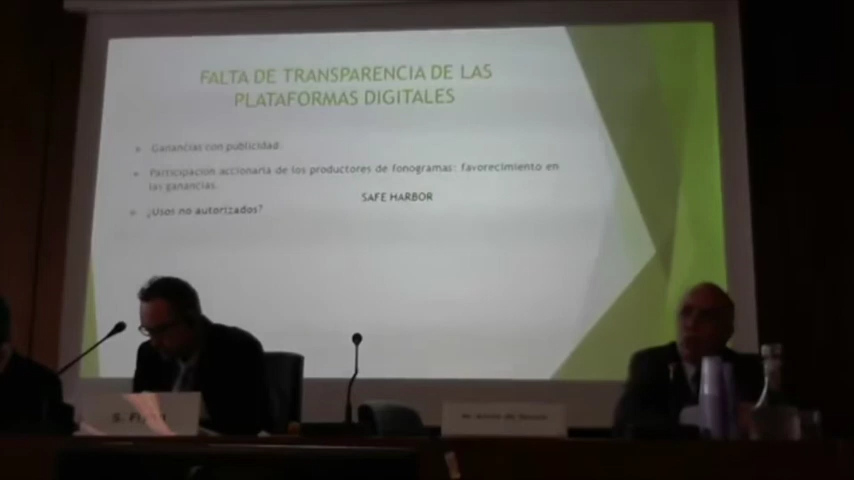 FALTA DE TRANSPARENCIA DE LAS
PLATAFORMAS DIGITALES
Ganancias con publicidad
Participación accionaria de los productores de fonogramas: favorecimiento en
las ganancias.
SAFE HARBOR
¿Usos no autorizados?
S.